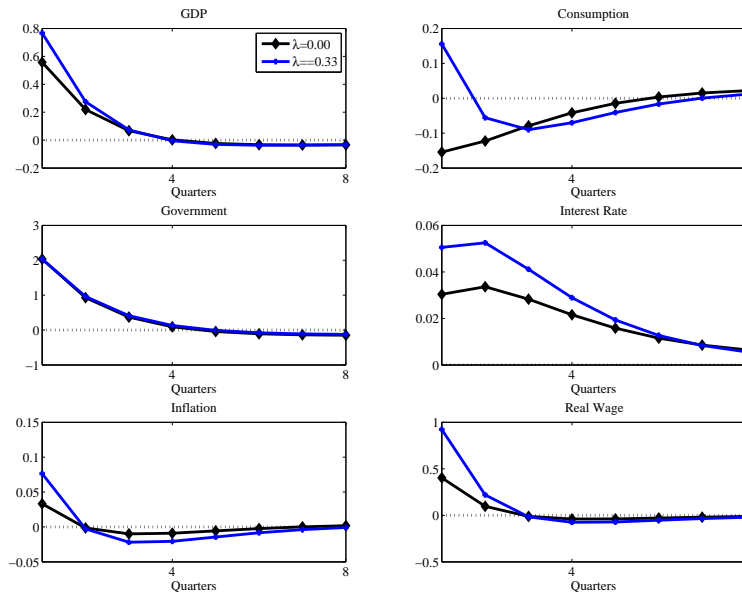 GDP
0.8
0.6
0.4
0.2
0
−0.2
4
8
Quarters
λ=0.00
λ==0.33
Consumption
0.2
0.1
0
−0.1
−0.2
4
Quarters
Government
3
2
1
0
−1
4
8
Quarters
Interest Rate
0.06
0.04
0.02
0
4
Quarters
Inflation
0.15
0.1
0.05
0
−0.05
4
8
Quarters
Real Wage
1
0.5
0
−0.5
4
Quarters